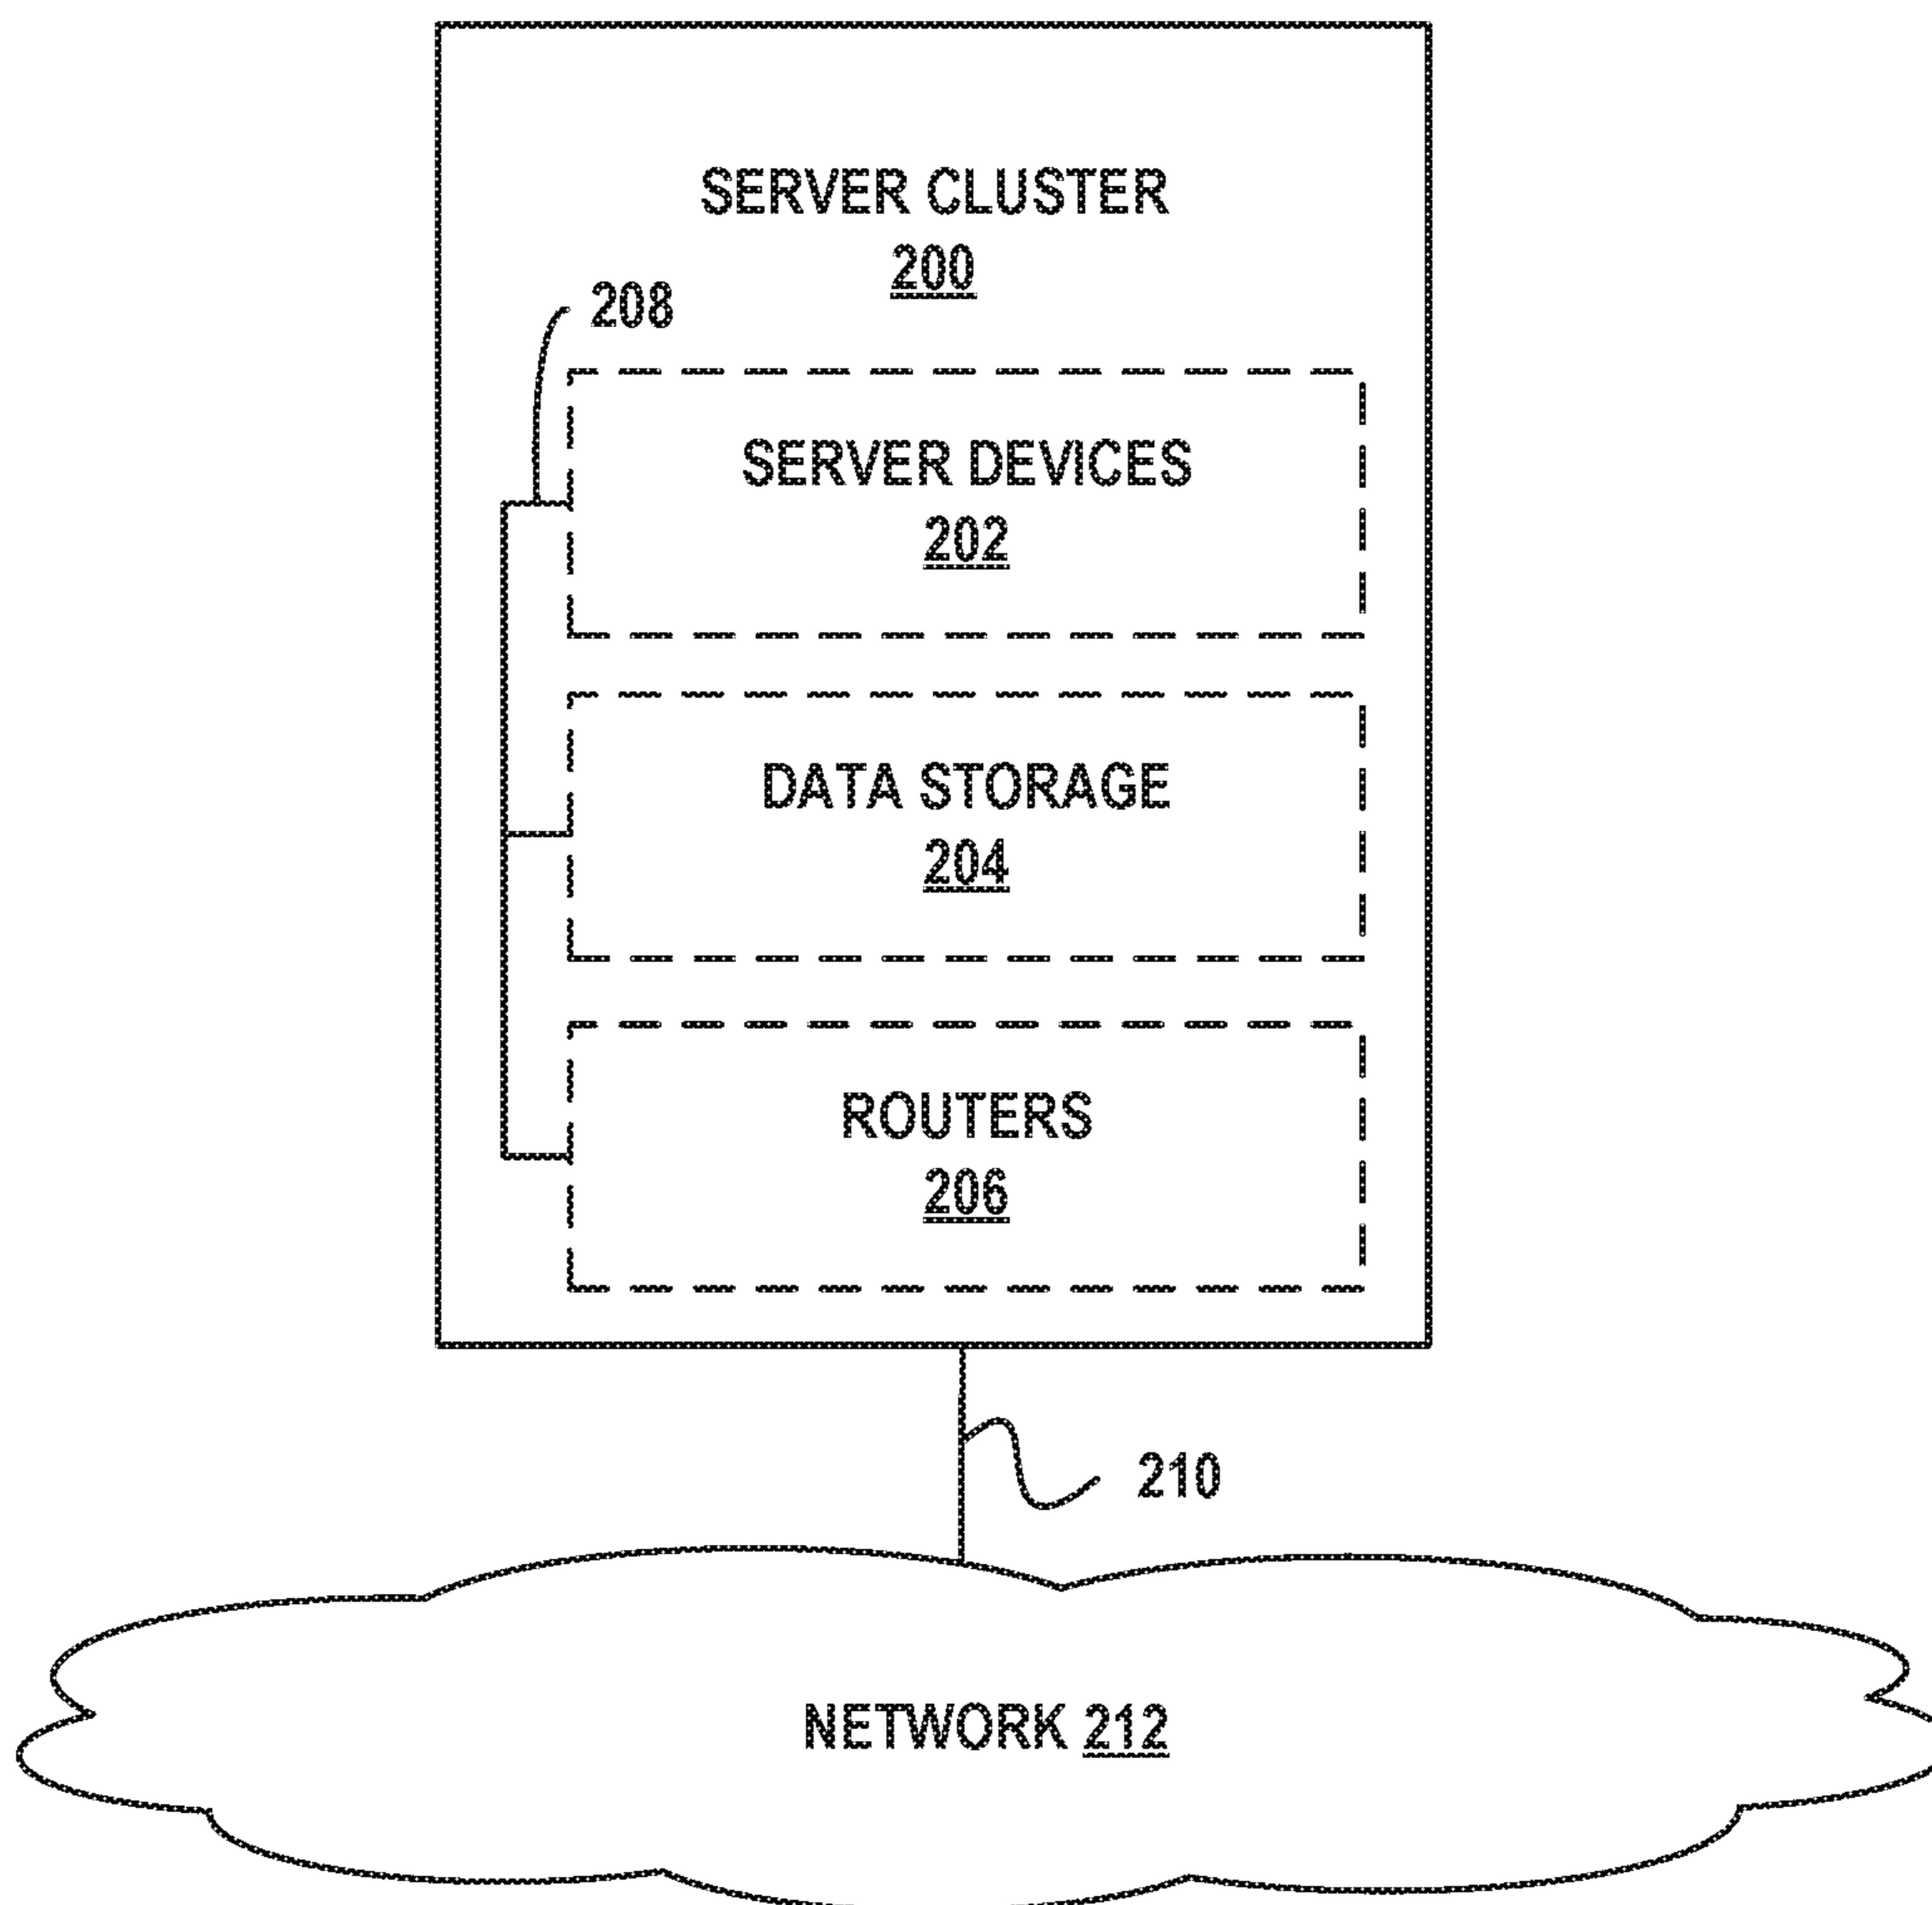 SERVER CLUSTER
200
208
SERVER DEVICES
202
DATA STORAGE
204
ROUTERS
206
210
NETWORK 212